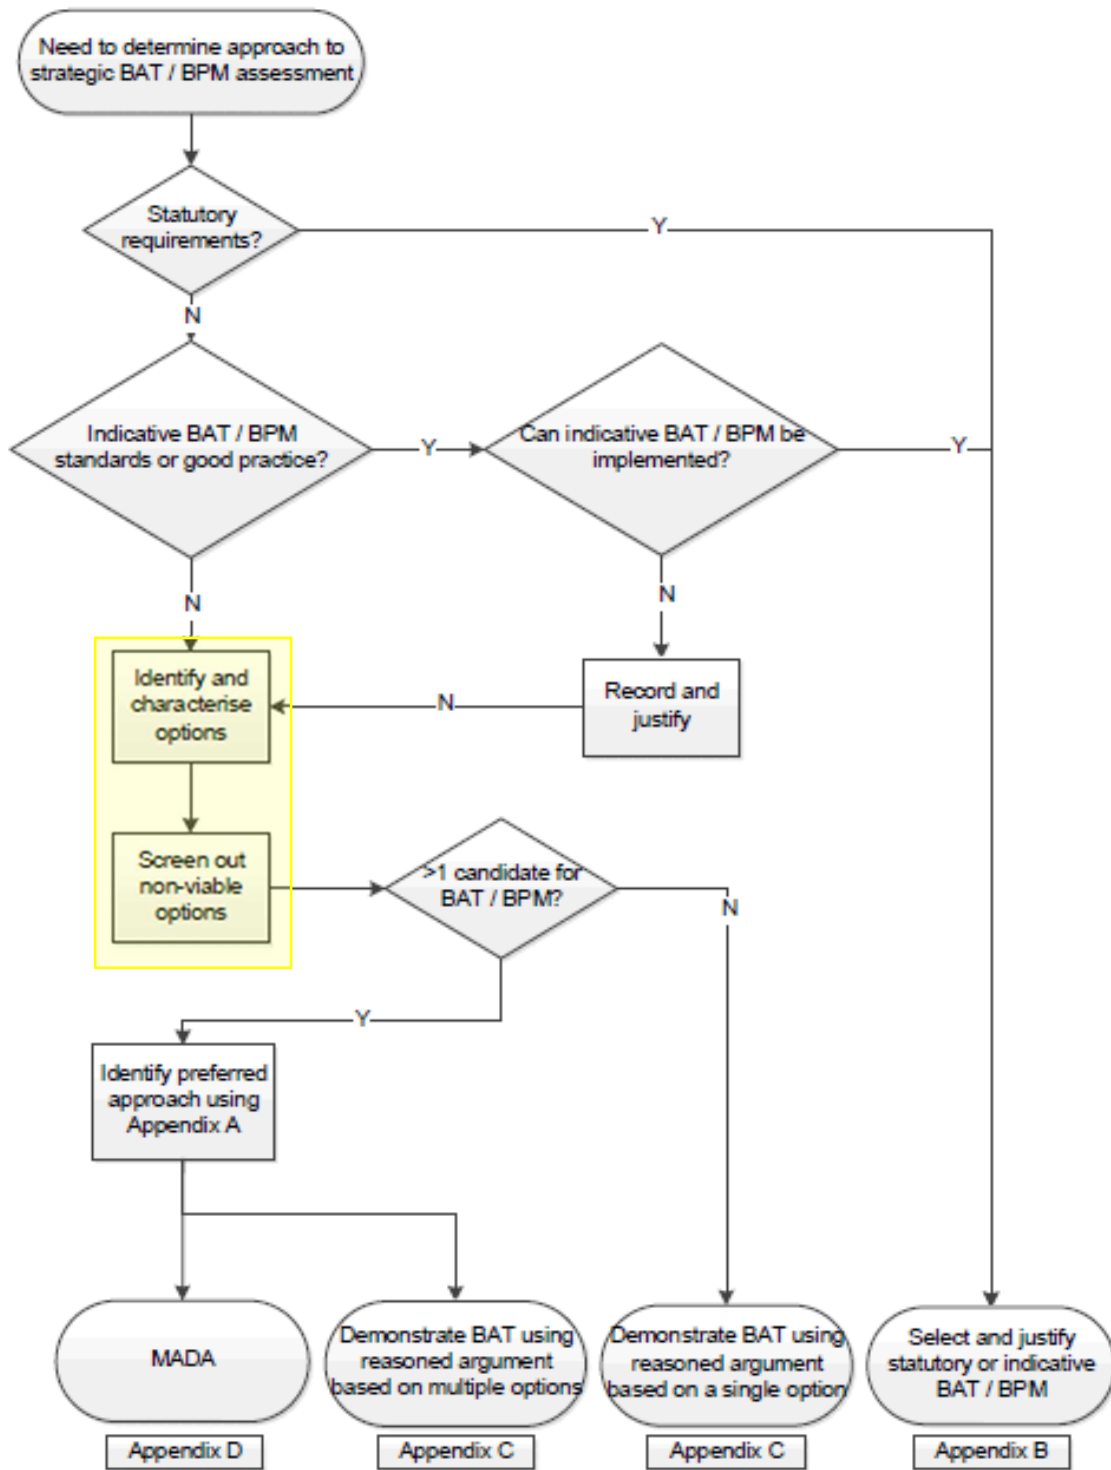 Need to determine approach to
strategic BAT / BPM assessment
Statutory
requirements?
Y
N
Indicative BAT / BPM
standards or good practice?
Y
Can indicative BAT / BPM be
implemented?
Y
N
N
Identify and
characterise
options
N
Record and
justify
Screen out
non-viable
options
>1 candidate for
BAT / BPM?
N
Y
Identify preferred
approach using
Appendix A
MADA
Demonstrate BAT using
reasoned argument
based on multiple options
Demonstrate BAT using
reasoned argument
based on a single option
Select and justify
statutory or indicative
BAT / BPM
Appendix D
Appendix C
Appendix C
Appendix B